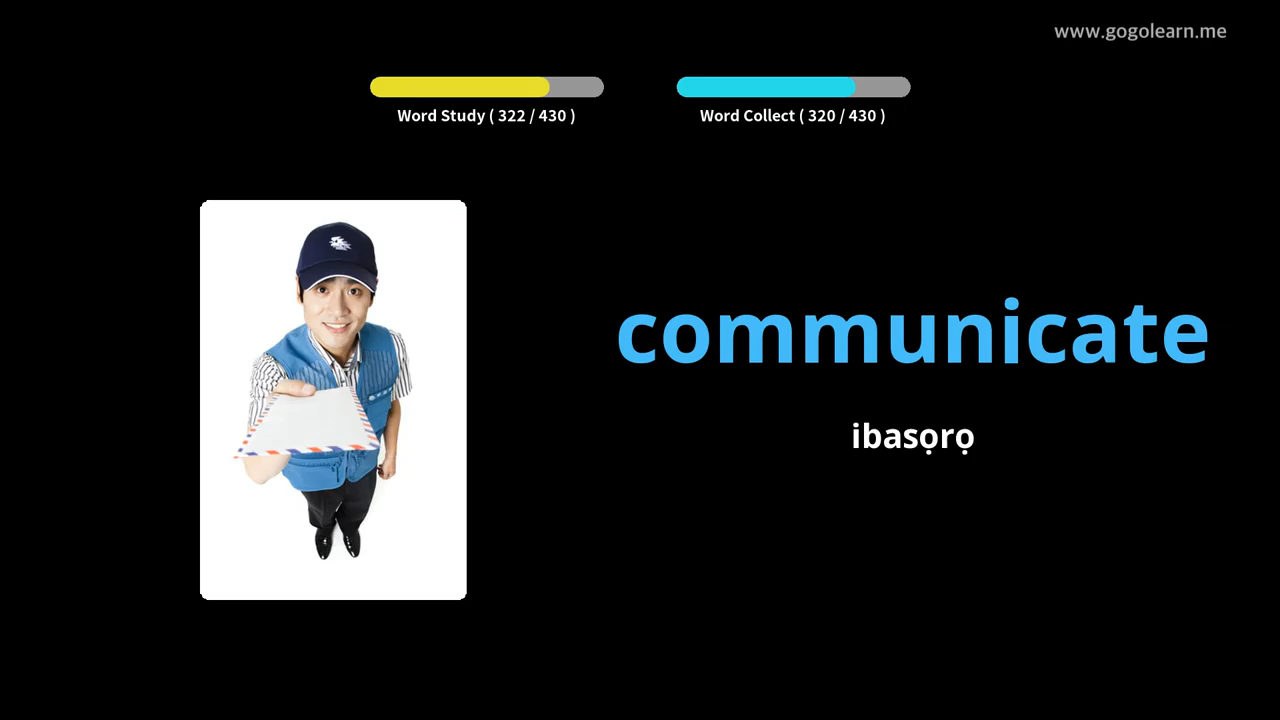 www.gogolearn.me
Word Study ( 322 / 430 )
Word Collect ( 320 / 430 )
communicate
ibasọrọ